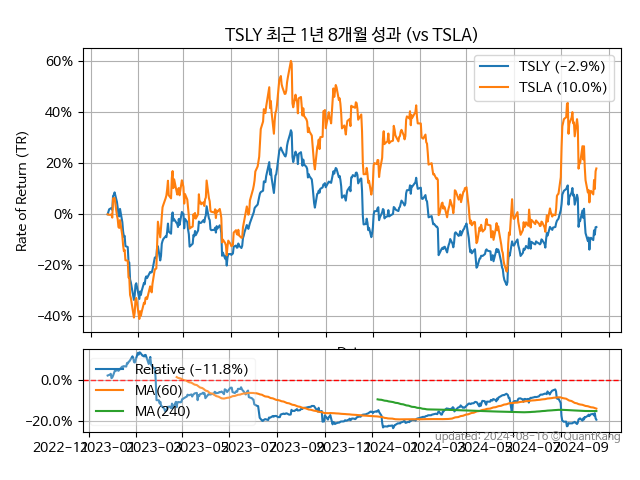 TSLY 최근 1년 8개월 성과 (vs TSLA)
60%
40%
20%
0%
−20%
−40%
Rate of Return (TR)
TSLY (−2.9%)
TSLA (10.0%)
0.0%
−20.0%
Relative (−11.8%)
MA(60)
MA(240)
updated: 2024-08-16 © QuantKang